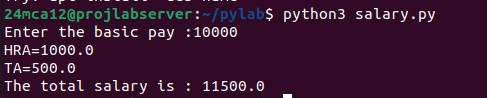 24mca12@projlabserver:~/pylab$ python3 salary.py
Enter the basic pay :10000
HRA=1000.0
TA=500.0
The total salary is : 11500.0